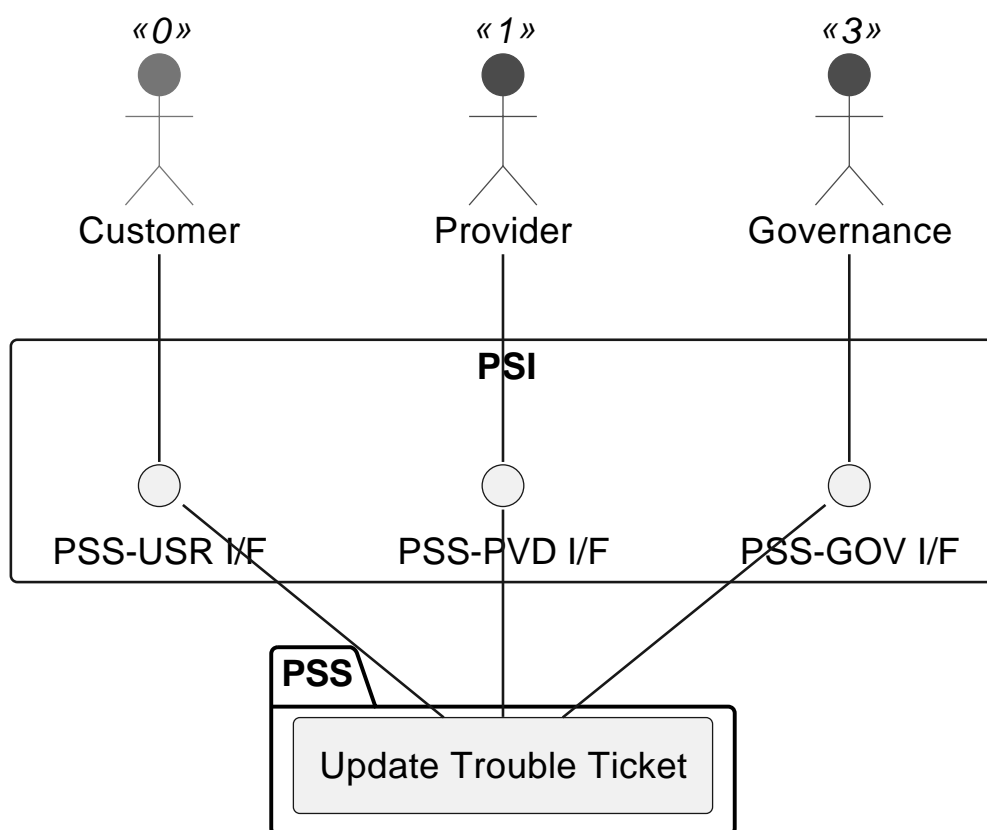 «0» «1» «3»
Customer Provider Governance
PSI
PSS-USR I/F PSS-PVD I/F PSS-GOV I/F
PSS
Update Trouble Ticket